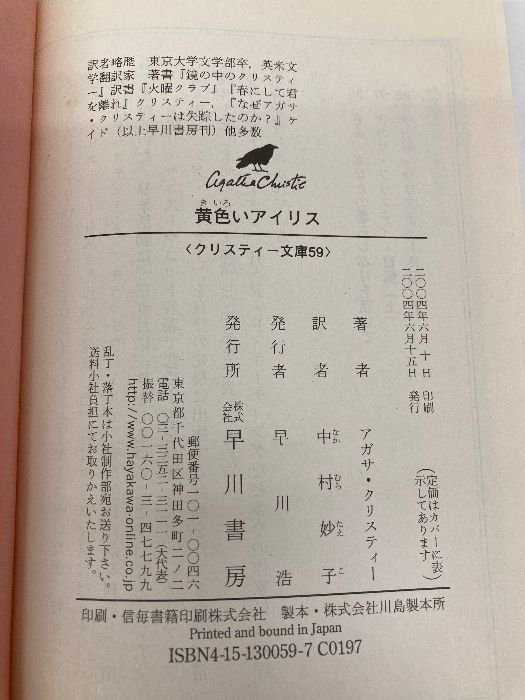 訳者略歴　東京大学文学部卒，英米文
学翻訳家　著書『鏡の中のクリスティ
ー』訳書『火曜クラブ』『春にして君
を離れ』クリスティー，『なぜアガサ
・クリスティーは失踪したのか？』ケ
イド（以上早川書房刊）他多数
Agatha Christie
きいろ
黄色いアイリス
〈クリスティー文庫59〉
二〇〇四年六月　十日　印刷
二〇〇四年六月十五日　発行
（定価はカバーに表
示してあります）
著者　アガサ・クリスティー
訳者　中村妙子
なか　むら　たえ　こ
発行者　早川　浩
発行所　株式会社　早川書房
郵便番号一〇一-〇〇四六
東京都千代田区神田多町二ノ二
電話　〇三-三二五二-三一一一（大代表）
振替　〇〇一六〇-三-四七七九九
http://www.hayakawa-online.co.jp
乱丁・落丁本は小社制作部宛お送り下さい。
送料小社負担にてお取りかえいたします。
印刷・信毎書籍印刷株式会社　製本・株式会社川島製本所
Printed and bound in Japan
ISBN4-15-130059-7 C0197